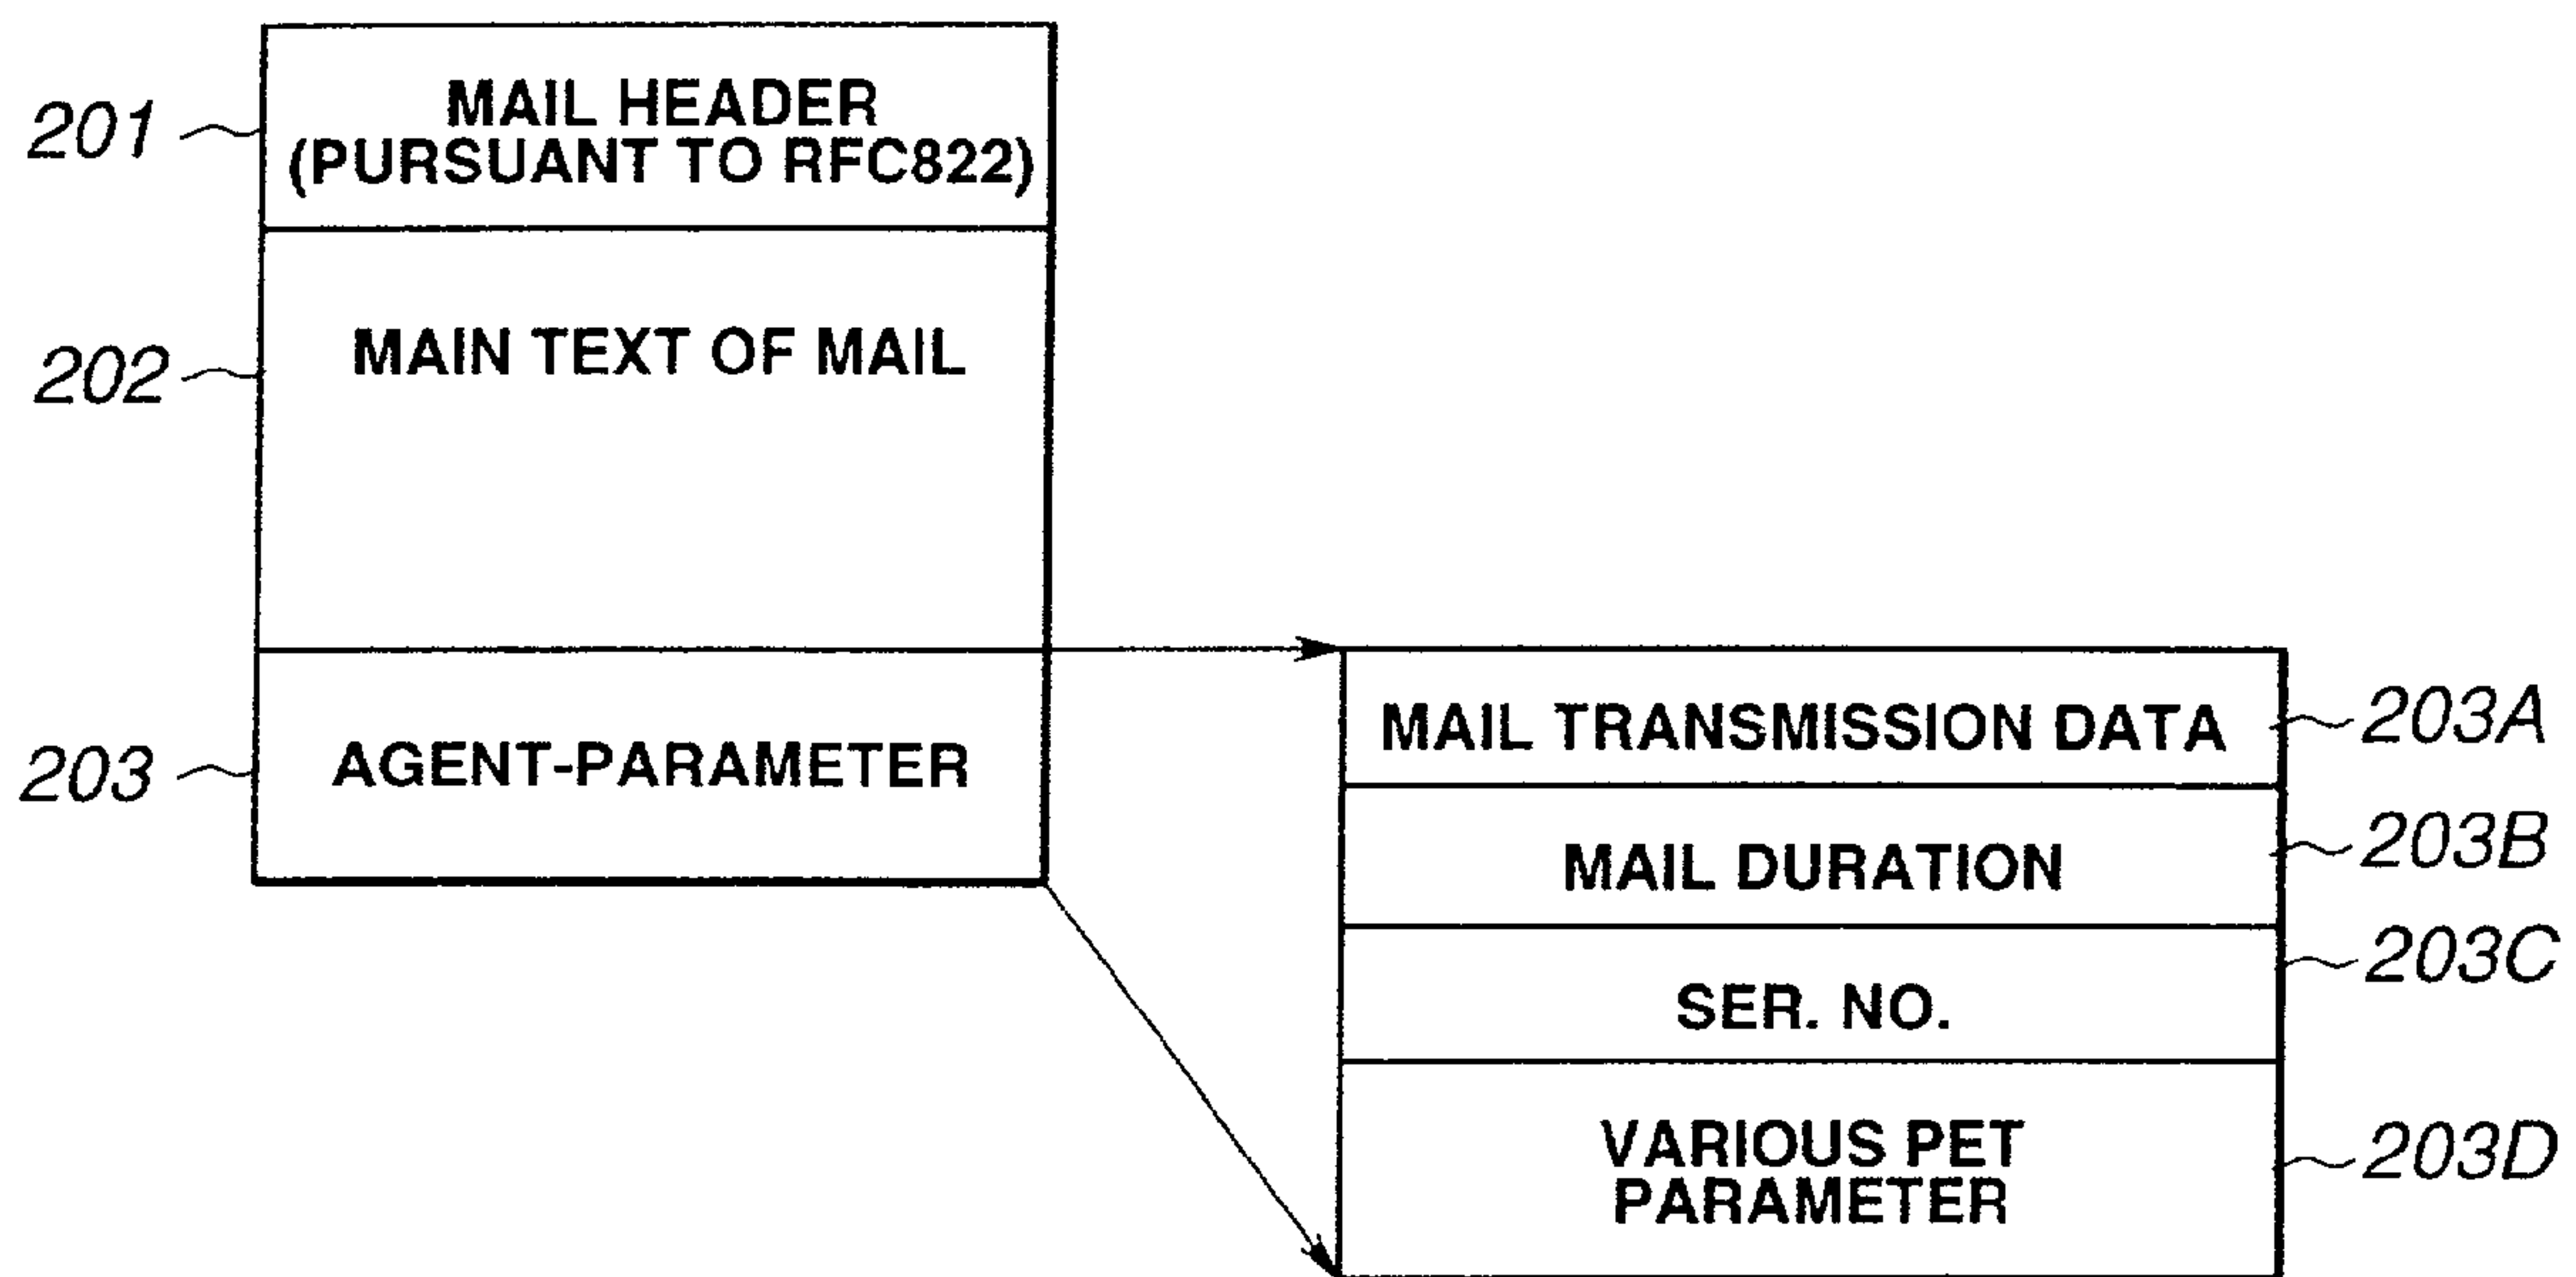 201
MAIL HEADER
(PURSUANT TO RFC822)
202
MAIN TEXT OF MAIL
203
AGENT-PARAMETER
MAIL TRANSMISSION DATA
203A
MAIL DURATION
203B
SER. NO.
203C
VARIOUS PET
PARAMETER
203D